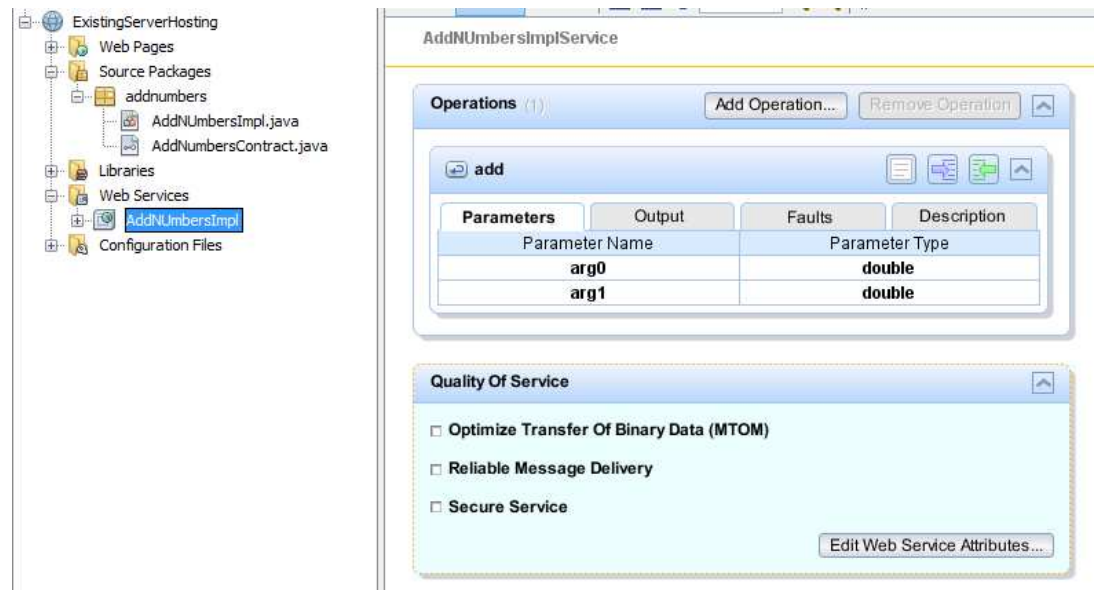 ExistingServerHosting
Web Pages
Source Packages
addnumbers
AddNUmbersImpl.java
AddNumbersContract.java
Libraries
Web Services
AddNUmbersImpl
Configuration Files
AddNUmbersImplService
Operations (1) Add Operation... Remove Operation
add
Parameters Output Faults Description
Parameter Name Parameter Type
arg0 double
arg1 double
Quality Of Service
Optimize Transfer Of Binary Data (MTOM)
Reliable Message Delivery
Secure Service
Edit Web Service Attributes...